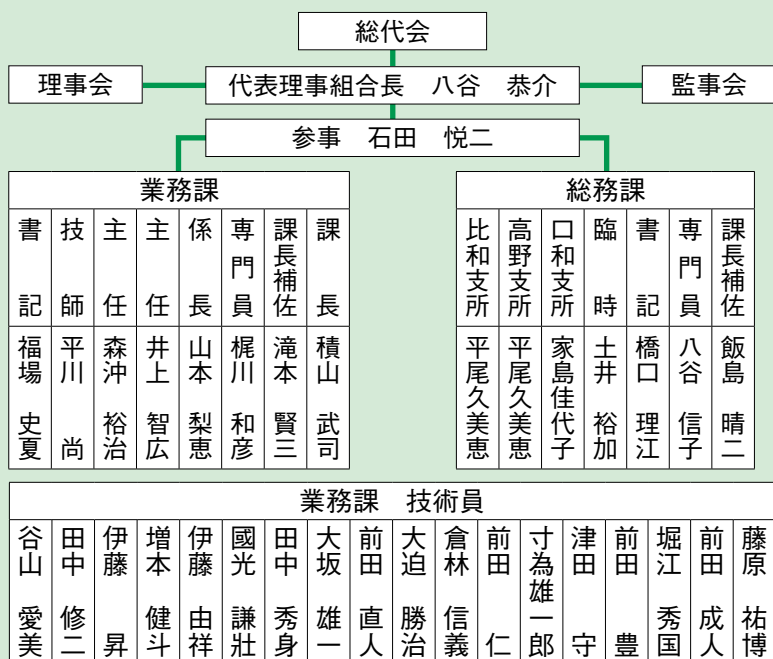 総代会
理事会
代表理事組合長 八谷 恭介
監事会
参事 石田 悦二
業務課
課長 積山 武司
課長補佐 滝本 賢三
専門員 梶川 和彦
係長 山本 梨恵
主任 井上 智広
主任 森沖 裕治
技師 平川 尚
書記 福場 史夏
総務課
課長補佐 飯島 晴二
専門員 八谷 信子
書記 橋口 理江
臨時 土井 裕加
口和支所 家島佳代子
高野支所 平尾久美恵
比和支所 平尾久美恵
業務課 技術員
藤原 祐博
前田 成人
堀江 秀国
前田 豊
津田 守
寸為雄一郎
前田 仁
倉林 信義
大迫 勝治
前田 直人
大坂 雄一
田中 秀身
國光 謙壯
伊藤 由祥
増本 健斗
伊藤 昇
田中 修二
谷山 愛美